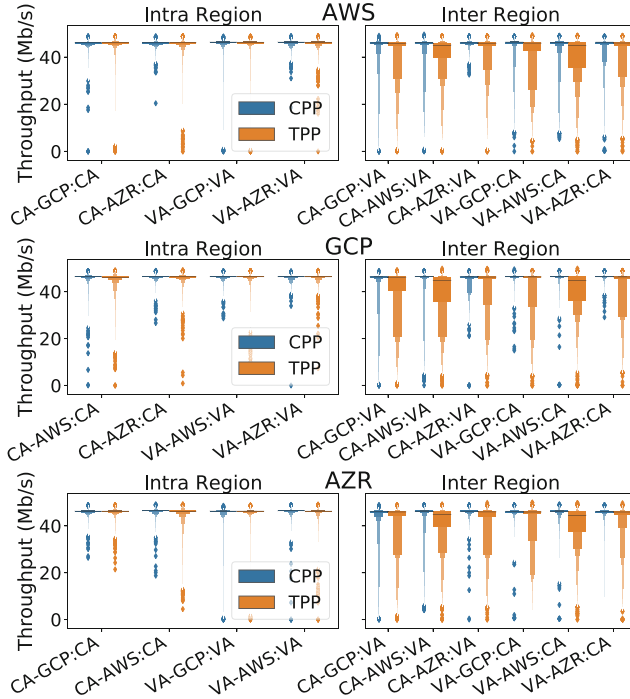 AWS
Intra Region
Inter Region
Throughput (Mb/s)
40
20
0
CPP
TPP
CA-GCP:CA
CA-AZR:CA
VA-GCP:VA
VA-AZR:VA
CA-GCP:VA
CA-AWS:VA
CA-AZR:VA
VA-GCP:CA
VA-AWS:CA
VA-AZR:CA
GCP
Intra Region
Inter Region
Throughput (Mb/s)
40
20
0
CPP
TPP
CA-AWS:CA
CA-AZR:CA
VA-AWS:VA
VA-AZR:VA
CA-GCP:VA
CA-AWS:VA
CA-AZR:VA
VA-GCP:CA
VA-AWS:CA
VA-AZR:CA
AZR
Intra Region
Inter Region
Throughput (Mb/s)
40
20
0
CPP
TPP
CA-GCP:CA
CA-AWS:CA
VA-GCP:VA
VA-AWS:VA
CA-GCP:VA
CA-AWS:VA
CA-AZR:VA
VA-GCP:CA
VA-AWS:CA
VA-AZR:CA